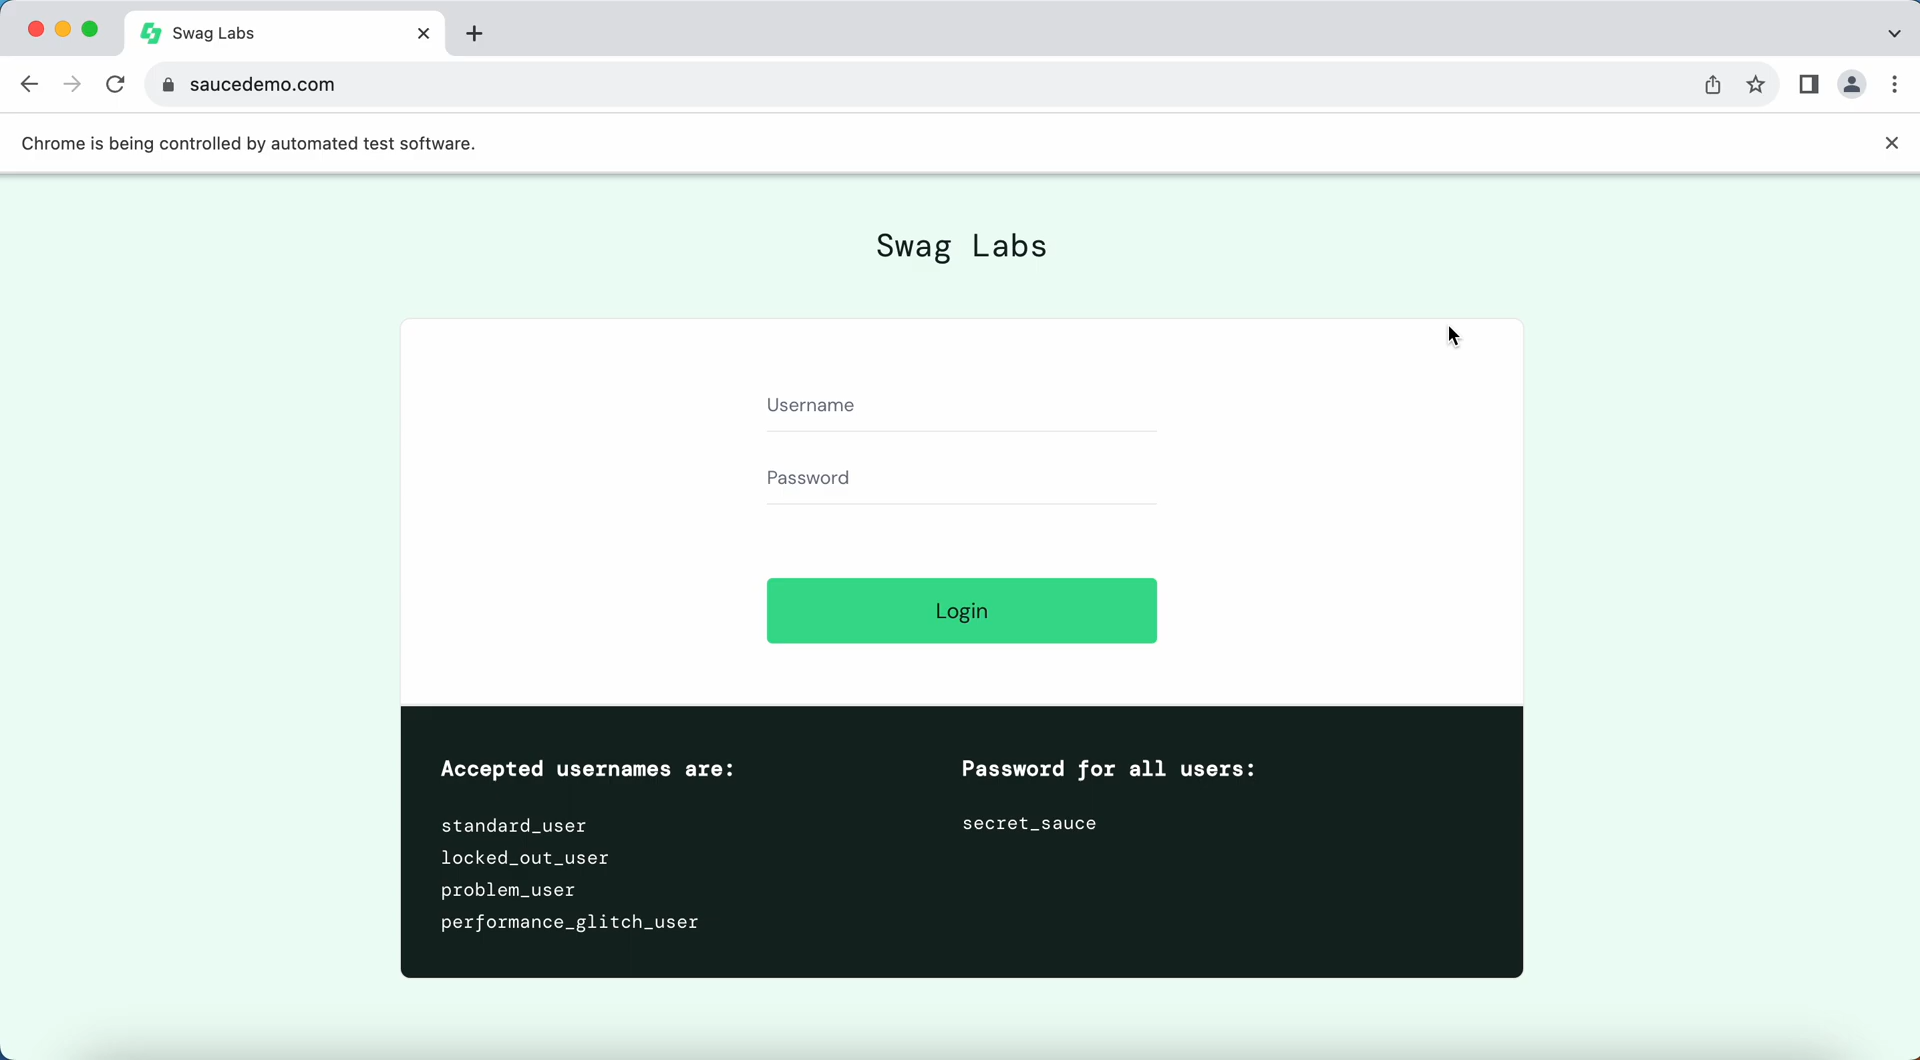 Swag Labs
saucedemo.com
Chrome is being controlled by automated test software.
Swag Labs
Username
Password
Login
Accepted usernames are:
standard_user
locked_out_user
problem_user
performance_glitch_user
Password for all users:
secret_sauce